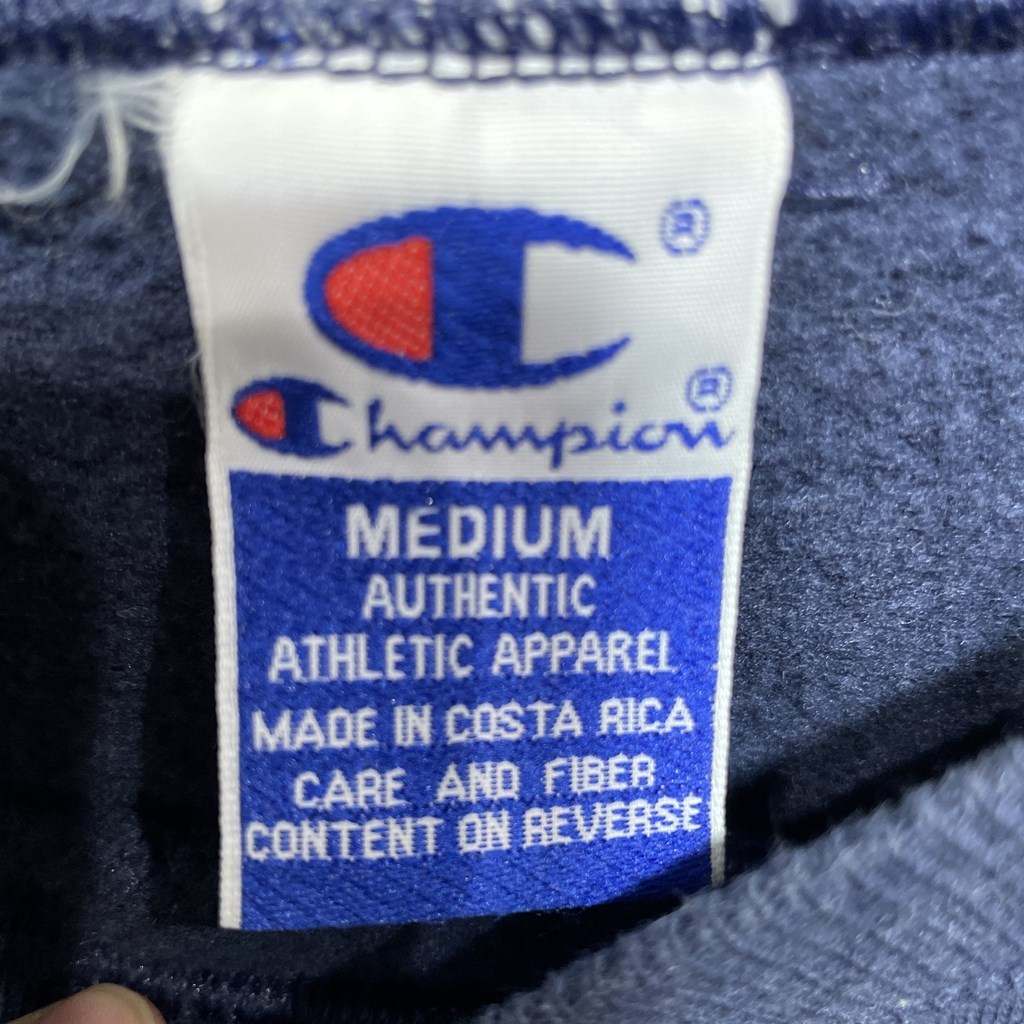 ®
Champion®
MEDIUM
AUTHENTIC
ATHLETIC APPAREL
MADE IN COSTA RICA
CARE AND FIBER
CONTENT ON REVERSE